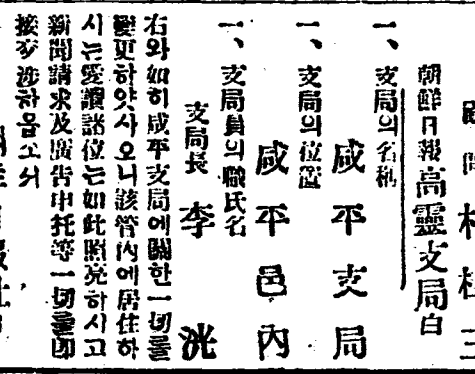 朝鮮日報高靈支局白
一、支局의名稱
咸平支局
一、支局의位置
咸平邑內
一、支局員의職氏名
支局長 李 洸
右와如히咸平支局에關한一切를
變更하얏사오니該管內에居住하
시는愛讀諸位는如此照亮하시고
新聞請求及廣告申托等一切를卽
接交涉하옵소서